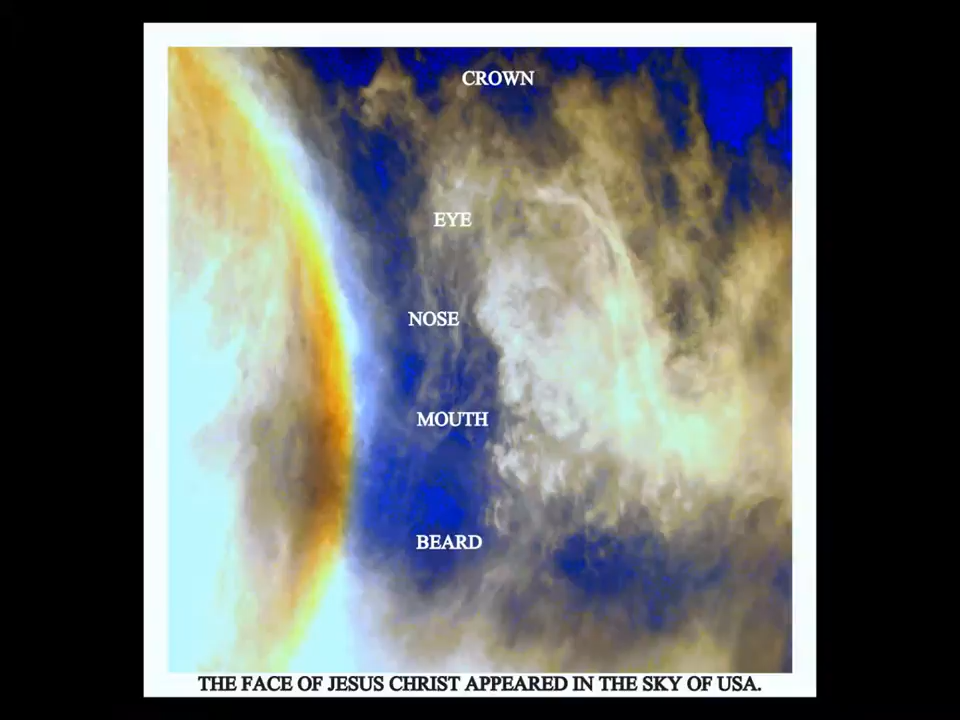 CROWN
EYE
NOSE
MOUTH
BEARD
THE FACE OF JESUS CHRIST APPEARED IN THE SKY OF USA.